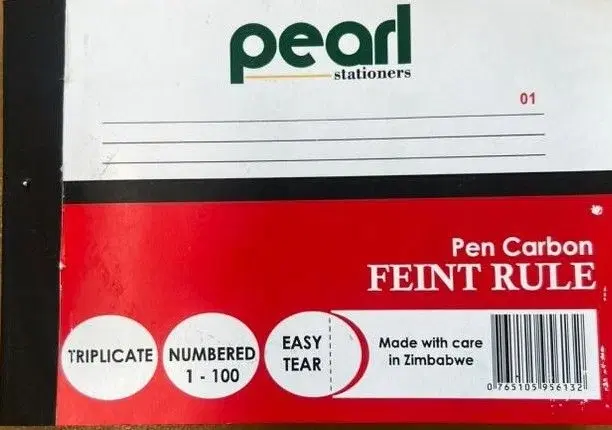 pearl
stationers
01
Pen Carbon
FEINT RULE
TRIPLICATE
NUMBERED
1 - 100
EASY
TEAR
Made with care
in Zimbabwe
0 765105 956132